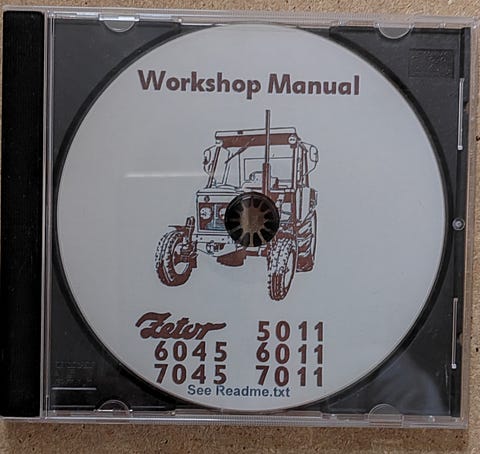 Workshop Manual
Zetor 5011
6045 6011
7045 7011
See Readme.txt